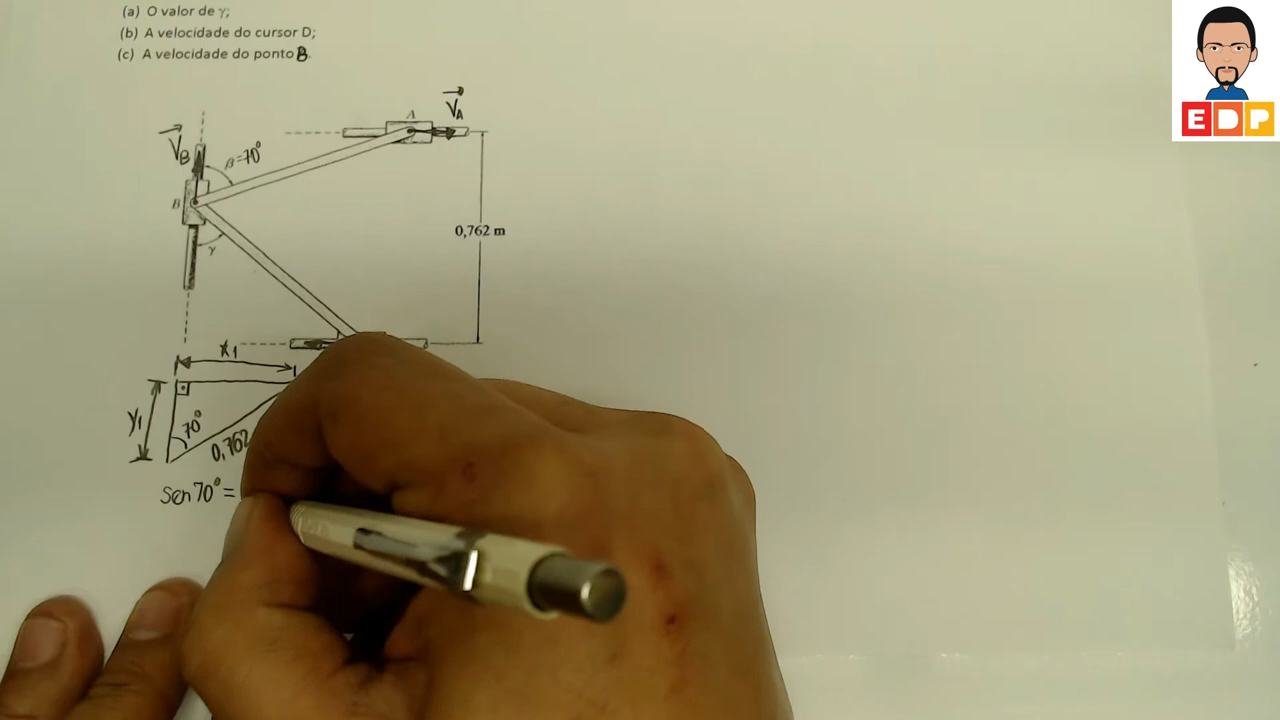 (a) O valor de γ;
(b) A velocidade do cursor D;
(c) A velocidade do ponto B.
EDP
V_A
A
V_B
β=70°
B
γ
0,762 m
x₁
y₁
70°
0,762
Sen 70° =